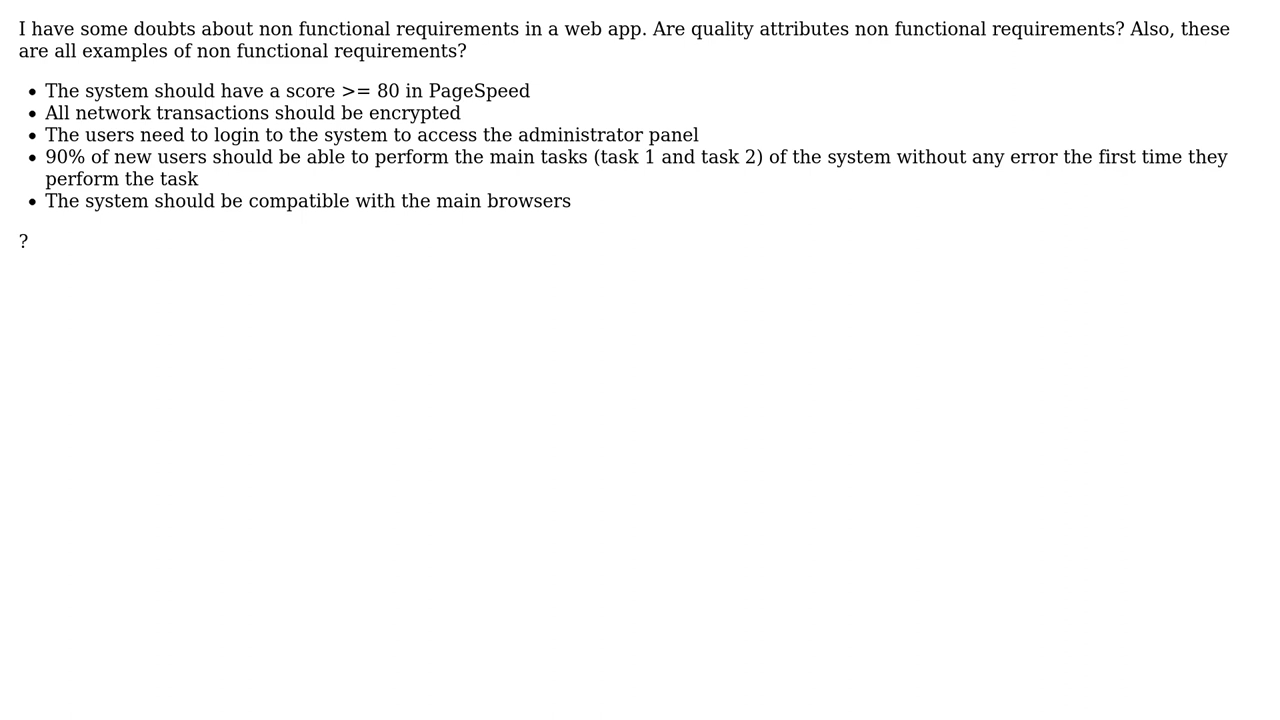 I have some doubts about non functional requirements in a web app. Are quality attributes non functional requirements? Also, these
are all examples of non functional requirements?
• The system should have a score >= 80 in PageSpeed
• All network transactions should be encrypted
• The users need to login to the system to access the administrator panel
• 90% of new users should be able to perform the main tasks (task 1 and task 2) of the system without any error the first time they
perform the task
• The system should be compatible with the main browsers
?